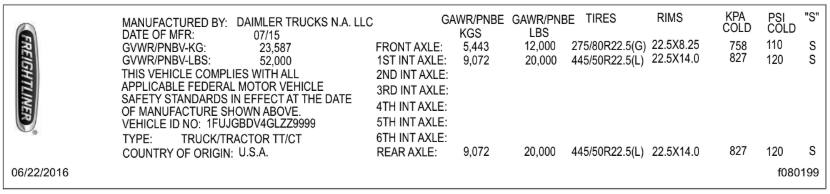 FREIGHTLINER
MANUFACTURED BY: DAIMLER TRUCKS N.A. LLC GAWR/PNBE GAWR/PNBE TIRES RIMS KPA PSI "S"
DATE OF MFR: 07/15 KGS LBS COLD COLD
GVWR/PNBV-KG: 23,587 FRONT AXLE: 5,443 12,000 275/80R22.5(G) 22.5X8.25 758 110 S
GVWR/PNBV-LBS: 52,000 1ST INT AXLE: 9,072 20,000 445/50R22.5(L) 22.5X14.0 827 120 S
THIS VEHICLE COMPLIES WITH ALL 2ND INT AXLE:
APPLICABLE FEDERAL MOTOR VEHICLE 3RD INT AXLE:
SAFETY STANDARDS IN EFFECT AT THE DATE
OF MANUFACTURE SHOWN ABOVE. 4TH INT AXLE:
VEHICLE ID NO: 1FUJGBDV4GLZZ9999 5TH INT AXLE:
TYPE: TRUCK/TRACTOR TT/CT 6TH INT AXLE:
COUNTRY OF ORIGIN: U.S.A. REAR AXLE: 9,072 20,000 445/50R22.5(L) 22.5X14.0 827 120 S
06/22/2016 f080199